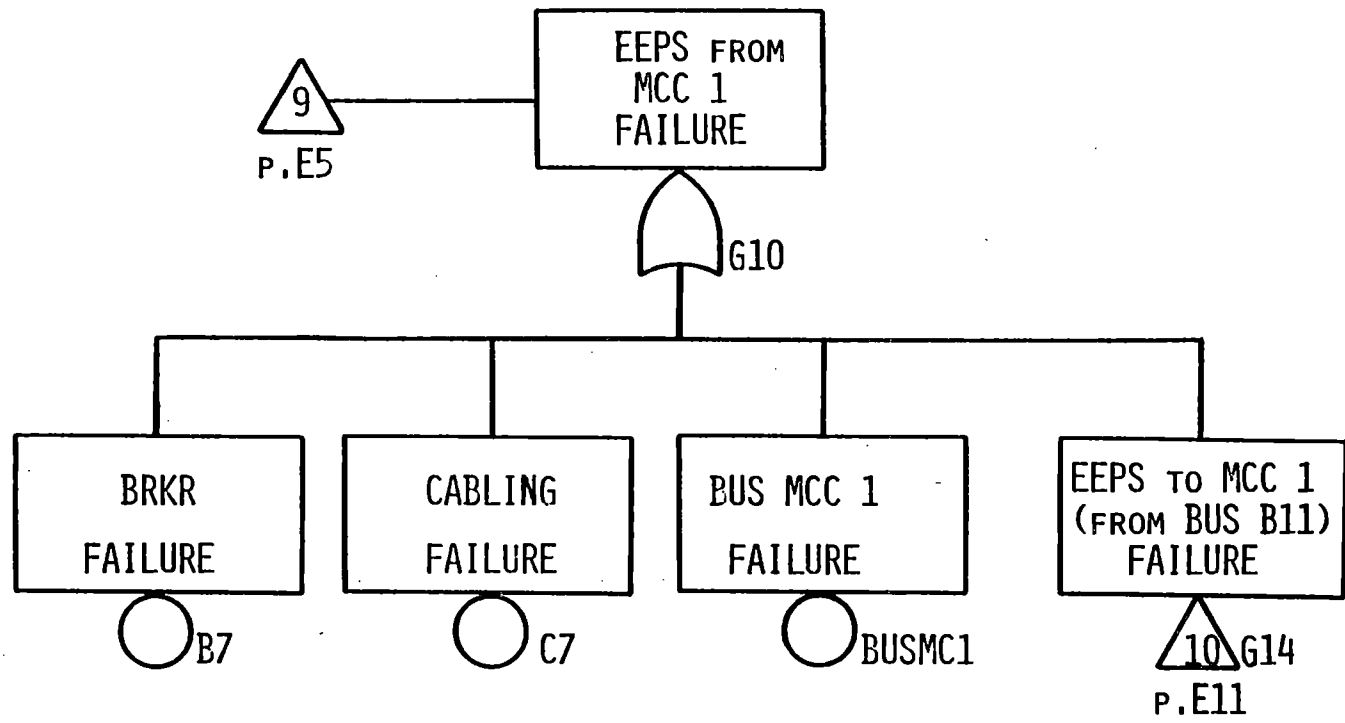 EEPS FROM
MCC 1
FAILURE
9
P.E5
G10
BRKR
FAILURE
B7
CABLING
FAILURE
C7
BUS MCC 1
FAILURE
BUSMC1
EEPS TO MCC 1
(FROM BUS B11)
FAILURE
10 G14
P.E11